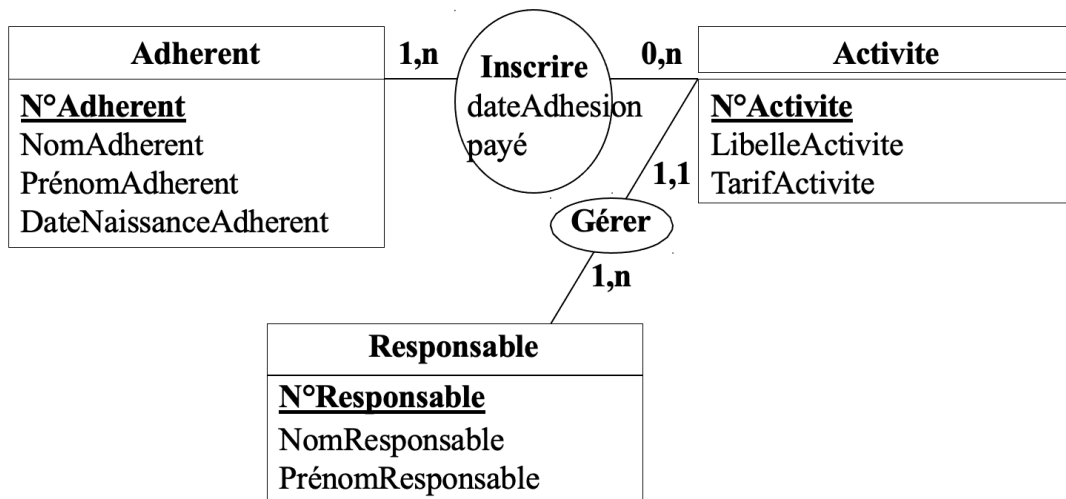 Adherent
1,n
Inscrire
0,n
Activite
N°Adherent
NomAdherent
PrénomAdherent
DateNaissanceAdherent
dateAdhesion
payé
N°Activite
LibelleActivite
TarifActivite
1,1
Gérer
1,n
Responsable
N°Responsable
NomResponsable
PrénomResponsable